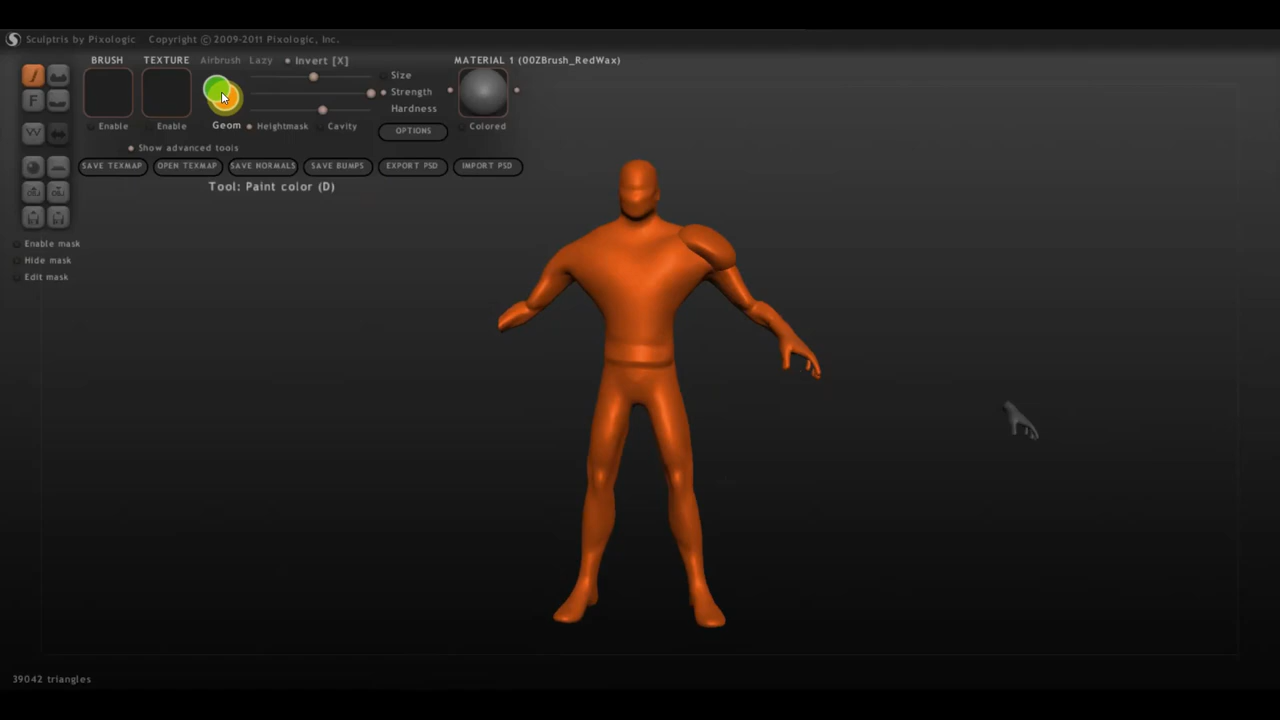 Sculptris by Pixologic Copyright © 2009-2011 Pixologic, Inc.
BRUSH TEXTURE Airbrush Lazy Invert [X] MATERIAL 1 (00ZBrush_RedWax)
Size
Strength
Hardness
Enable Enable Geom Heightmask Cavity OPTIONS Colored
Show advanced tools
SAVE TEXMAP OPEN TEXMAP SAVE NORMALS SAVE BUMPS EXPORT PSD IMPORT PSD
Tool: Paint color (D)
F
OBJ OBJ
Enable mask
Hide mask
Edit mask
39042 triangles